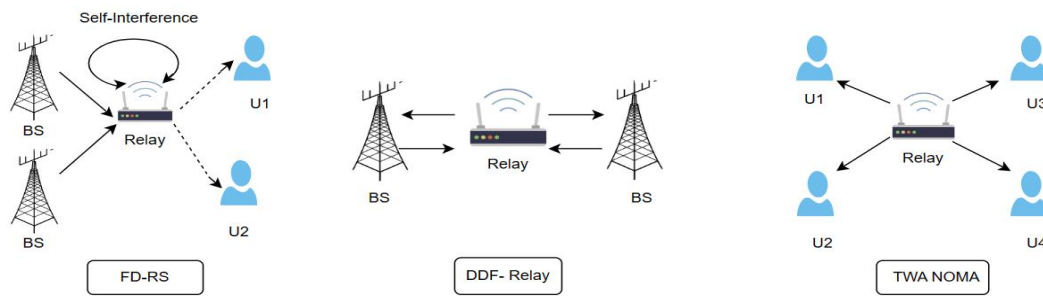 Self-Interference
BS
Relay
U1
BS
U2
FD-RS
BS
Relay
BS
DDF- Relay
U1
U3
Relay
U2
U4
TWA NOMA